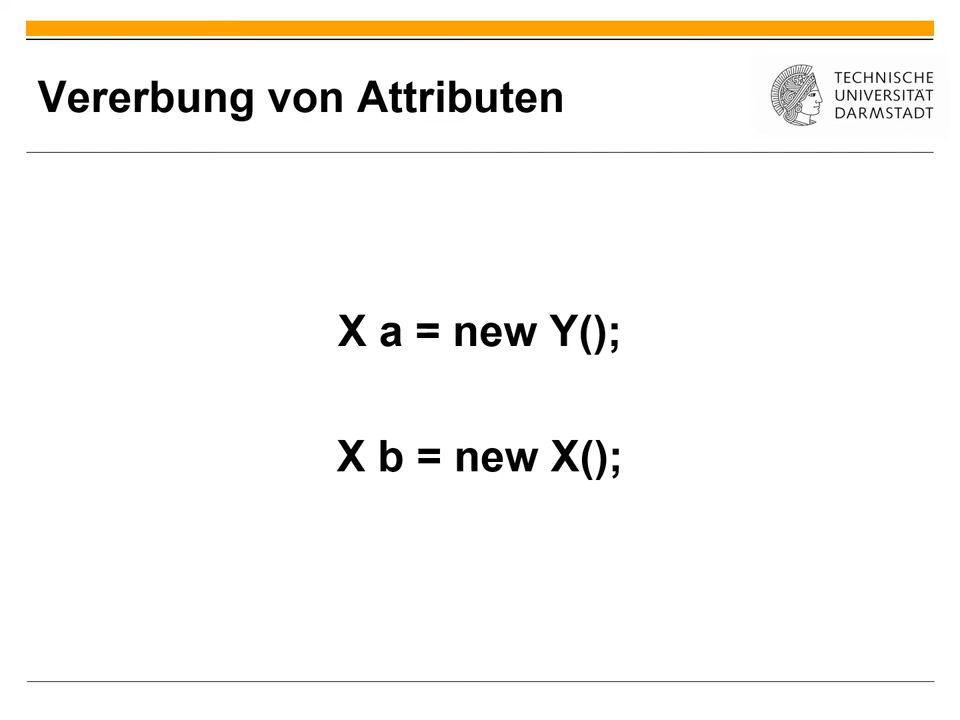 Vererbung von Attributen
TECHNISCHE
UNIVERSITÄT
DARMSTADT
X a = new Y();
X b = new X();